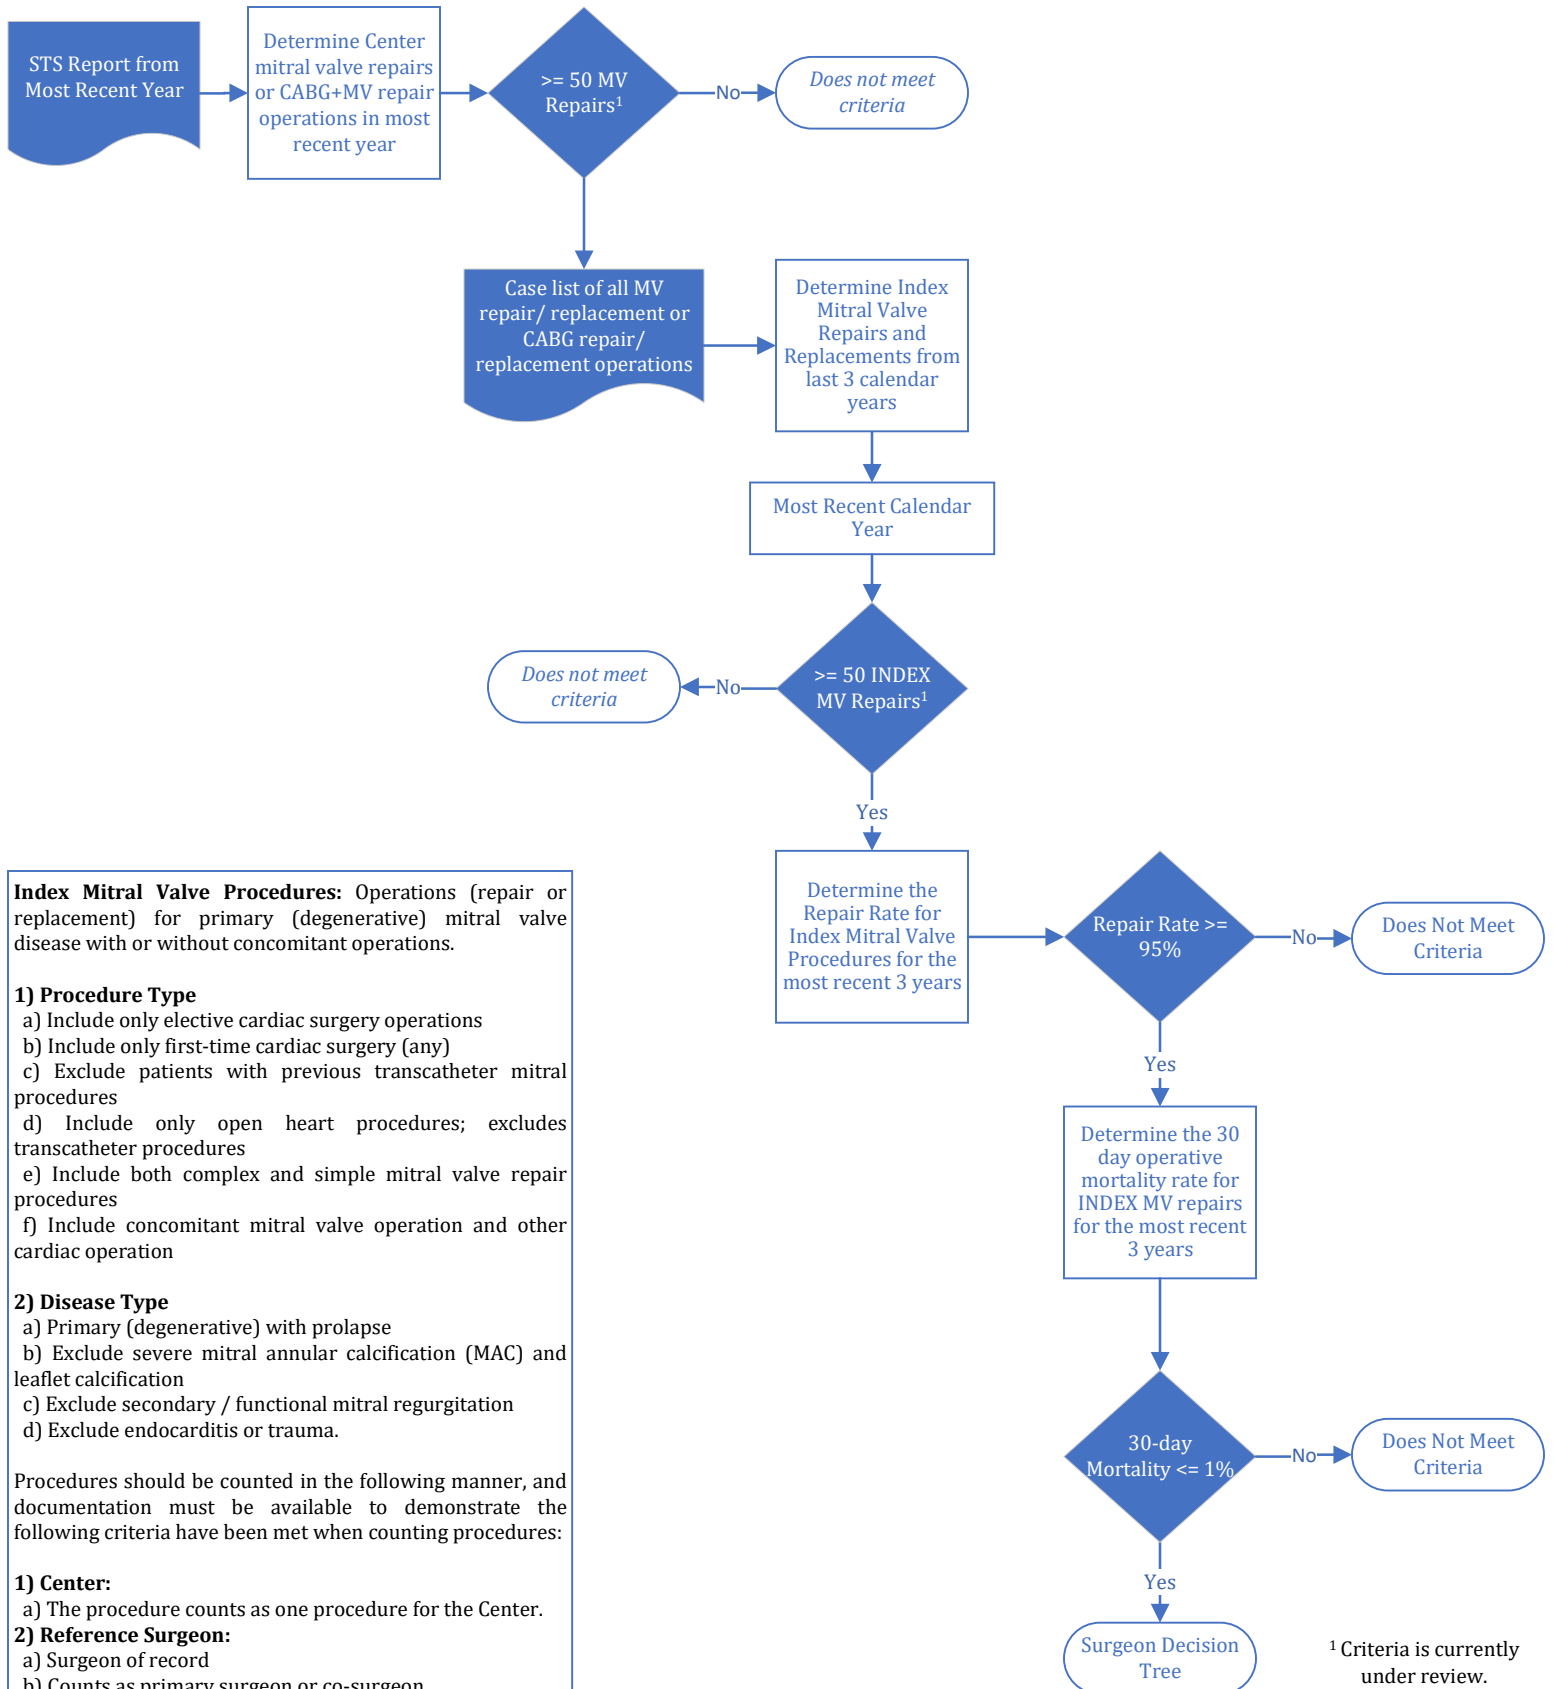 STS Report from
Most Recent Year
Determine Center
mitral valve repairs
or CABG+MV repair
operations in most
recent year
>= 50 MV
Repairs¹
No
Does not meet
criteria
Case list of all MV
repair/ replacement or
CABG repair/
replacement operations
Determine Index
Mitral Valve
Repairs and
Replacements from
last 3 calendar
years
Most Recent Calendar
Year
>= 50 INDEX
MV Repairs¹
No
Does not meet
criteria
Yes
Determine the
Repair Rate for
Index Mitral Valve
Procedures for the
most recent 3 years
Repair Rate >=
95%
No
Does Not Meet
Criteria
Yes
Determine the 30
day operative
mortality rate for
INDEX MV repairs
for the most recent
3 years
30-day
Mortality <= 1%
No
Does Not Meet
Criteria
Yes
Surgeon Decision
Tree
¹ Criteria is currently
under review.
Index Mitral Valve Procedures: Operations (repair or
replacement) for primary (degenerative) mitral valve
disease with or without concomitant operations.
1) Procedure Type
a) Include only elective cardiac surgery operations
b) Include only first-time cardiac surgery (any)
c) Exclude patients with previous transcatheter mitral
procedures
d) Include only open heart procedures; excludes
transcatheter procedures
e) Include both complex and simple mitral valve repair
procedures
f) Include concomitant mitral valve operation and other
cardiac operation
2) Disease Type
a) Primary (degenerative) with prolapse
b) Exclude severe mitral annular calcification (MAC) and
leaflet calcification
c) Exclude secondary / functional mitral regurgitation
d) Exclude endocarditis or trauma.
Procedures should be counted in the following manner, and
documentation must be available to demonstrate the
following criteria have been met when counting procedures:
1) Center:
a) The procedure counts as one procedure for the Center.
2) Reference Surgeon:
a) Surgeon of record
b) Counts as primary surgeon or co-surgeon